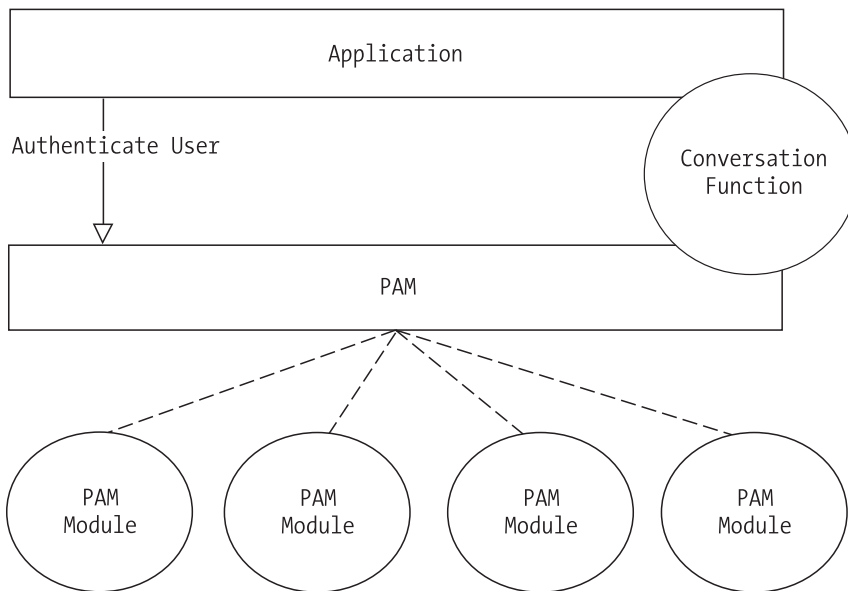 Application
Authenticate User
Conversation
Function
PAM
PAM
Module
PAM
Module
PAM
Module
PAM
Module